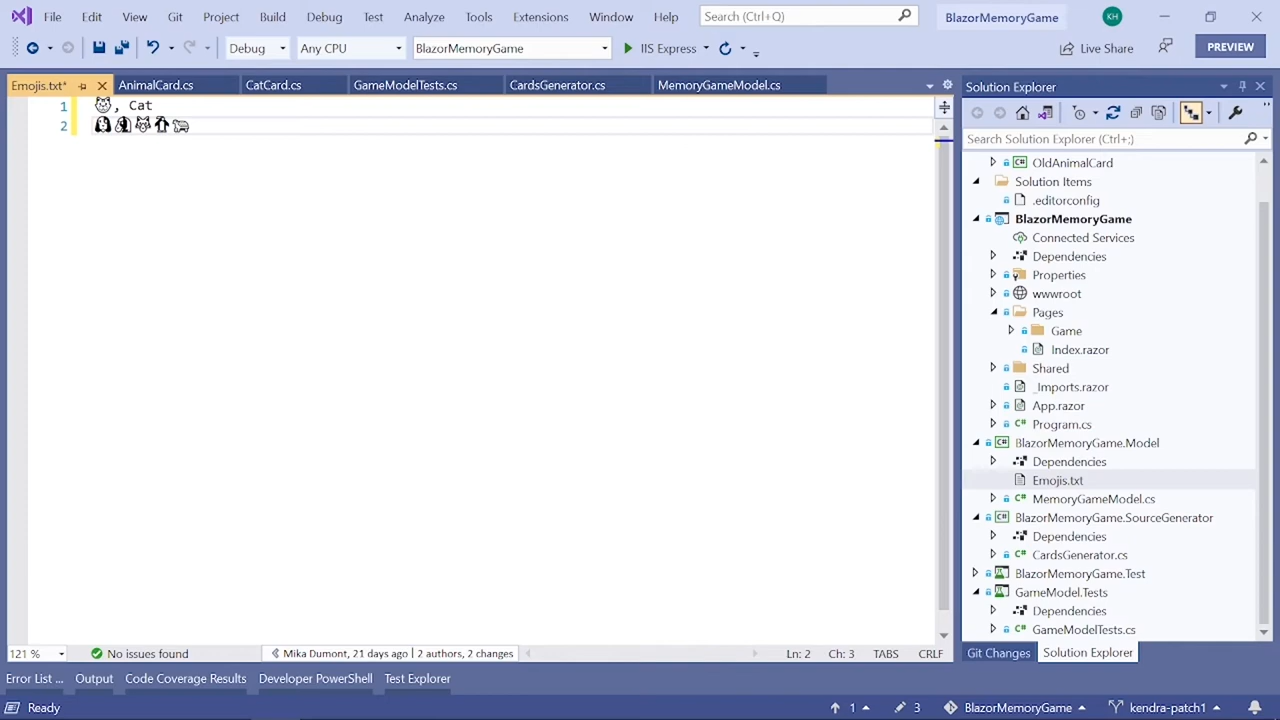 File Edit View Git Project Build Debug Test Analyze Tools Extensions Window Help Search (Ctrl+Q) BlazorMemoryGame KH
Debug Any CPU BlazorMemoryGame IIS Express Live Share PREVIEW
Emojis.txt* AnimalCard.cs CatCard.cs GameModelTests.cs CardsGenerator.cs MemoryGameModel.cs
1 🐱, Cat
2
Solution Explorer
Search Solution Explorer (Ctrl+;)
C# OldAnimalCard
Solution Items
.editorconfig
BlazorMemoryGame
Connected Services
Dependencies
Properties
wwwroot
Pages
Game
Index.razor
Shared
_Imports.razor
App.razor
C# Program.cs
C# BlazorMemoryGame.Model
Dependencies
Emojis.txt
C# MemoryGameModel.cs
C# BlazorMemoryGame.SourceGenerator
Dependencies
C# CardsGenerator.cs
BlazorMemoryGame.Test
GameModel.Tests
Dependencies
C# GameModelTests.cs
Git Changes Solution Explorer
121 % No issues found Mika Dumont, 21 days ago | 2 authors, 2 changes Ln: 2 Ch: 3 TABS CRLF
Error List ... Output Code Coverage Results Developer PowerShell Test Explorer
Ready 1 3 BlazorMemoryGame kendra-patch1